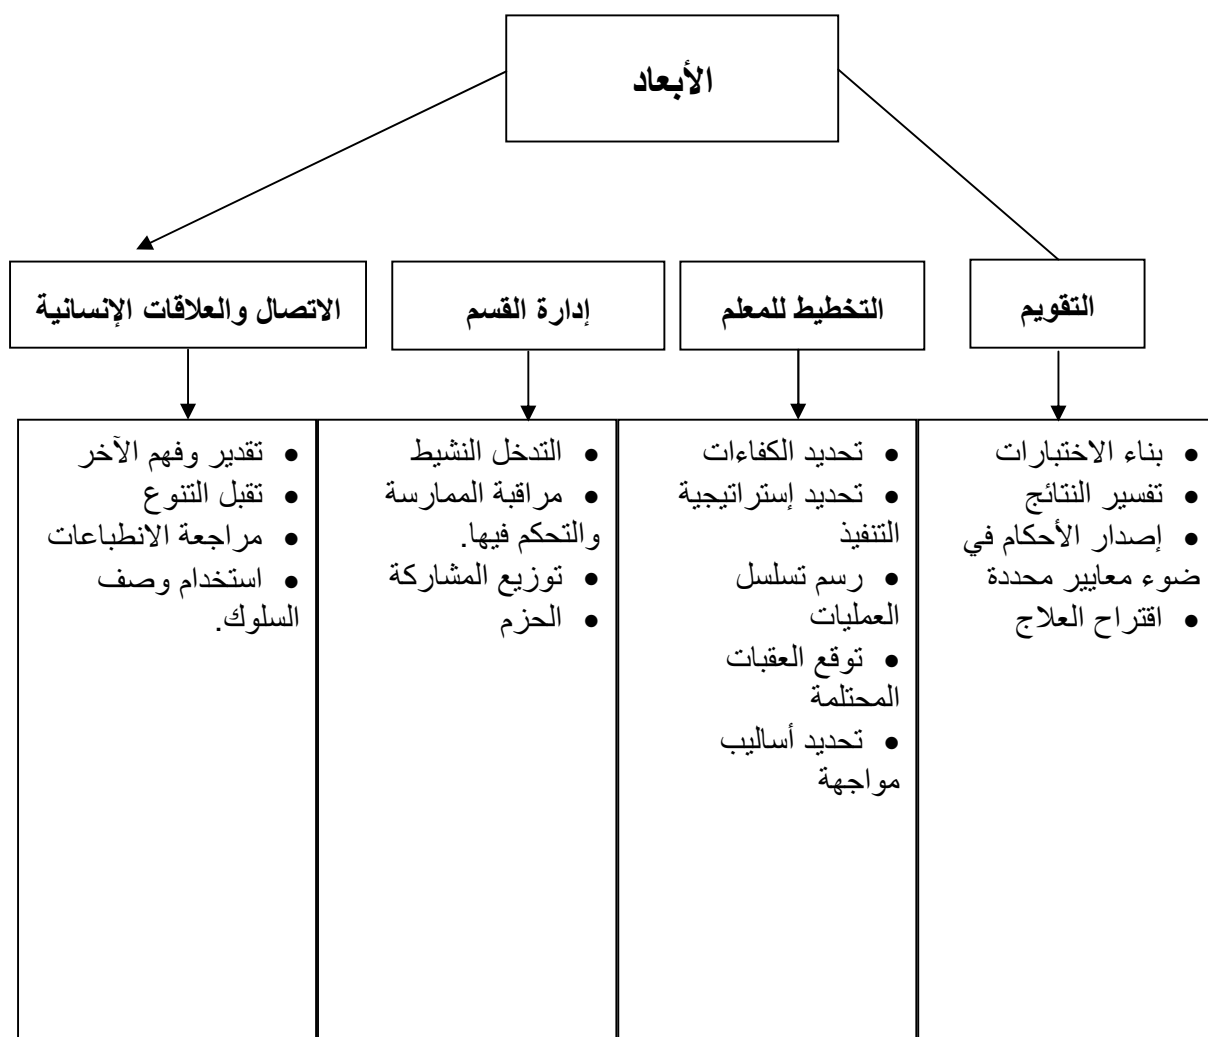 الأبعاد
التقويم
التخطيط للمعلم
إدارة القسم
الاتصال والعلاقات الإنسانية
• بناء الاختبارات
• تفسير النتائج
• إصدار الأحكام في
ضوء معايير محددة
• اقتراح العلاج
• تحديد الكفاءات
• تحديد إستراتيجية
التنفيذ
• رسم تسلسل
العمليات
• توقع العقبات
المحتلمة
• تحديد أساليب
مواجهة
• التدخل النشيط
• مراقبة الممارسة
والتحكم فيها.
• توزيع المشاركة
• الحزم
• تقدير وفهم الآخر
• تقبل التنوع
• مراجعة الانطباعات
• استخدام وصف
السلوك.